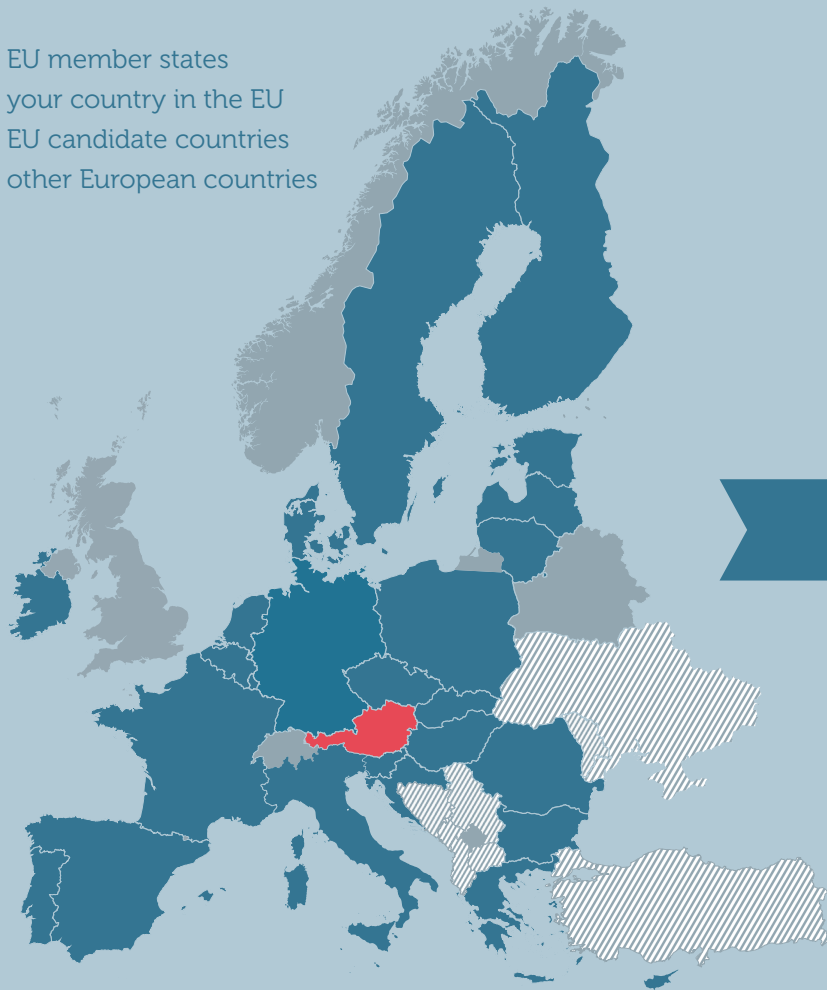 EU member states
your country in the EU
EU candidate countries
other European countries